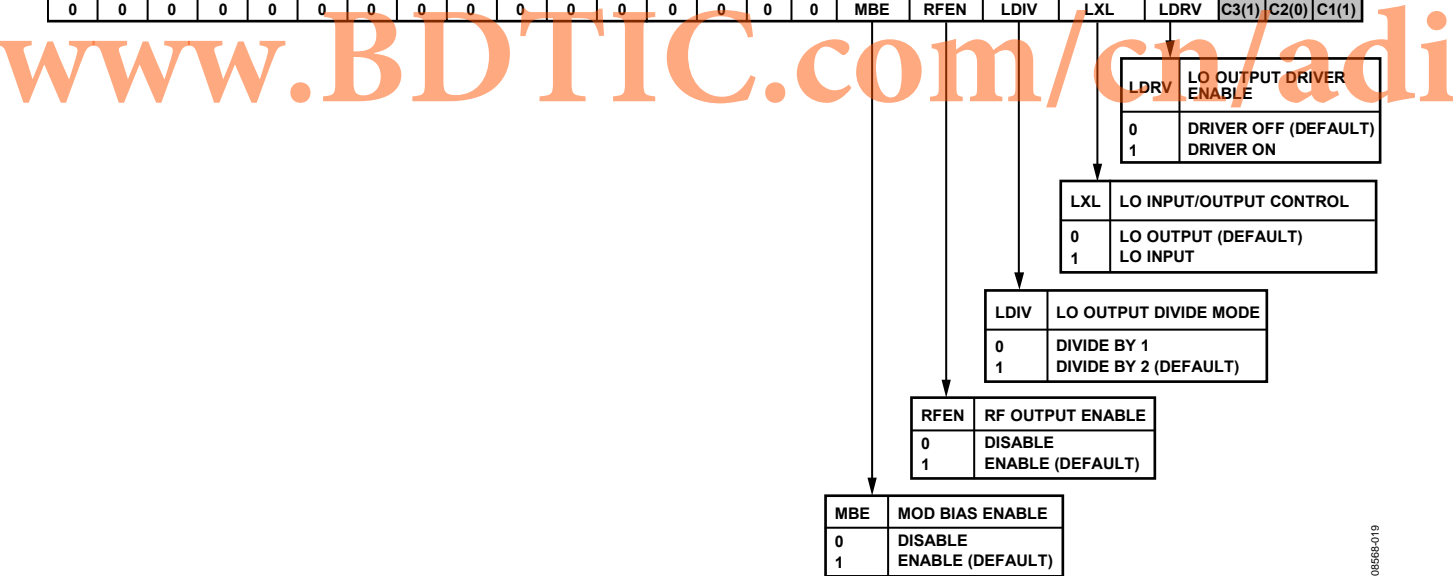 0 0 0 0 0 0 0 0 0 0 0 0 0 0 0 0 MBE RFEN LDIV LXL LDRV C3(1) C2(0) C1(1)
www.BDTIC.com/cn/adi
LDRV LO OUTPUT DRIVER
ENABLE
0 DRIVER OFF (DEFAULT)
1 DRIVER ON
LXL LO INPUT/OUTPUT CONTROL
0 LO OUTPUT (DEFAULT)
1 LO INPUT
LDIV LO OUTPUT DIVIDE MODE
0 DIVIDE BY 1
1 DIVIDE BY 2 (DEFAULT)
RFEN RF OUTPUT ENABLE
0 DISABLE
1 ENABLE (DEFAULT)
MBE MOD BIAS ENABLE
0 DISABLE
1 ENABLE (DEFAULT)
08568-019